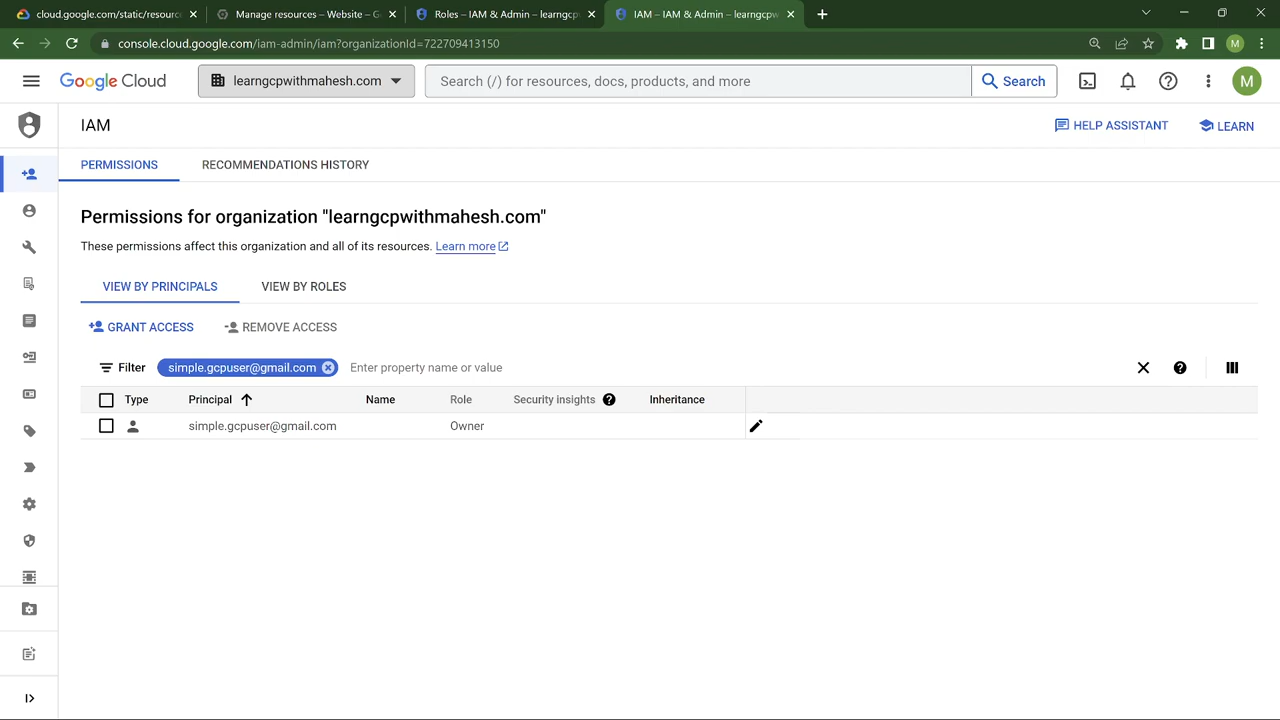 cloud.google.com/static/resourc
Manage resources – Website – G
Roles – IAM & Admin – learngcp
IAM – IAM & Admin – learngcpw
console.cloud.google.com/iam-admin/iam?organizationId=722709413150
M
Google Cloud
learngcpwithmahesh.com
Search (/) for resources, docs, products, and more
Search
M
IAM
HELP ASSISTANT
LEARN
PERMISSIONS
RECOMMENDATIONS HISTORY
Permissions for organization "learngcpwithmahesh.com"
These permissions affect this organization and all of its resources. Learn more
VIEW BY PRINCIPALS
VIEW BY ROLES
GRANT ACCESS
REMOVE ACCESS
Filter
simple.gcpuser@gmail.com
Enter property name or value
Type Principal Name Role Security insights Inheritance
simple.gcpuser@gmail.com Owner